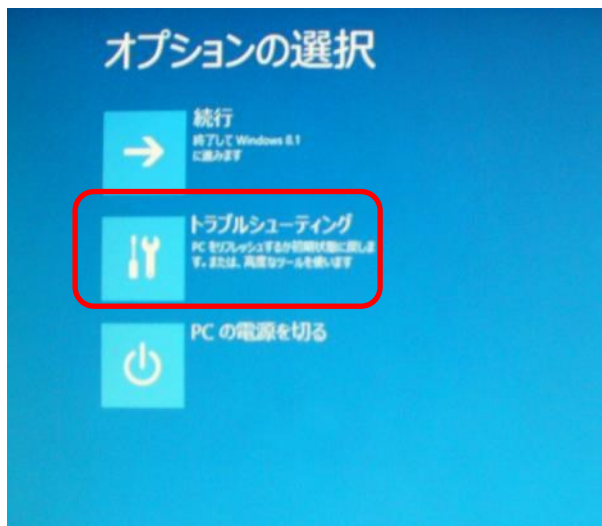 オプションの選択
続行
終了して Windows 8.1
に進みます
トラブルシューティング
PC をリフレッシュするか初期状態に戻しま
す。または、高度なツールを使います
PC の電源を切る